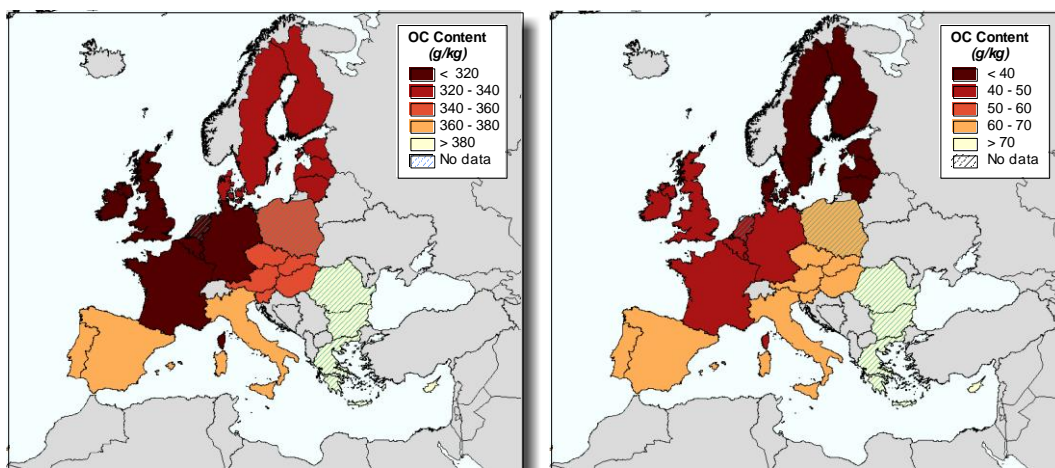 OC Content
(g/kg)
< 320
320 - 340
340 - 360
360 - 380
> 380
No data
OC Content
(g/kg)
< 40
40 - 50
50 - 60
60 - 70
> 70
No data